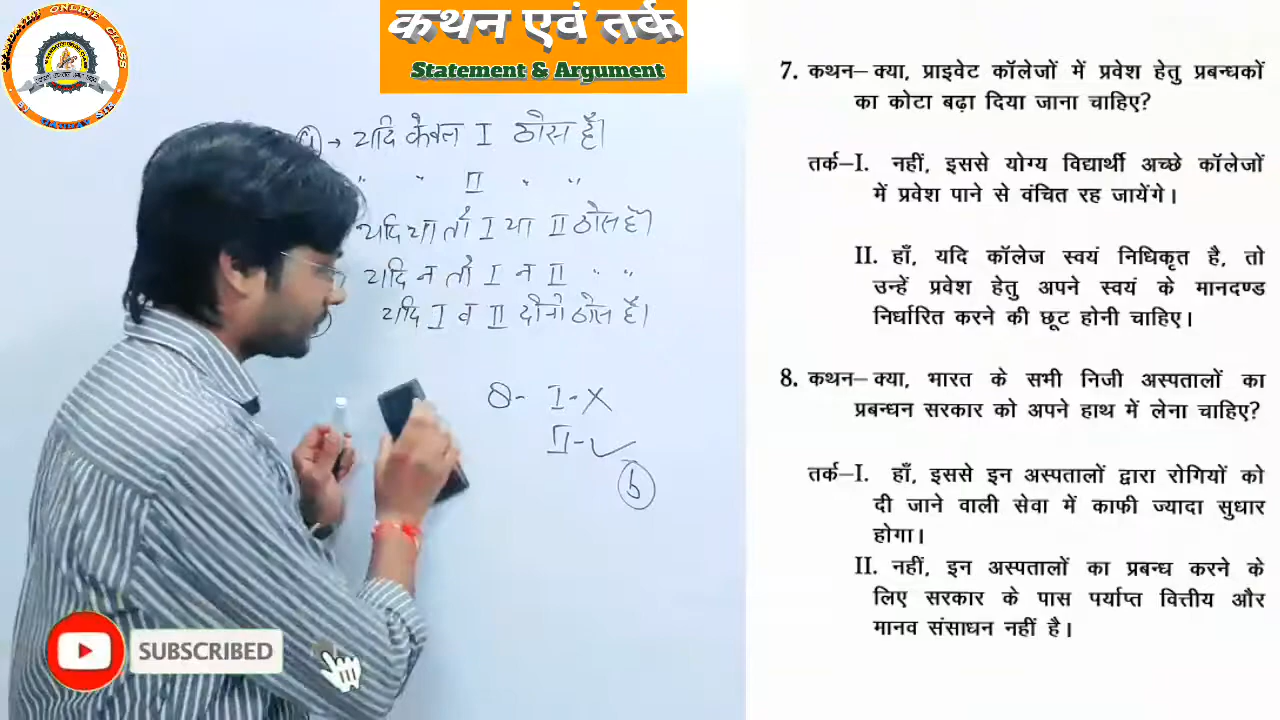 कथन एवं तर्क
Statement & Argument
GYANDEEPI ONLINE CLASS
→ यदि केवल I ठोस है।
" " II " "
यदि या तो I या II ठोस है।
यदि न तो I न II " "
यदि I व II दोनो ठोस है।
8- I-X
II-✓
b
SUBSCRIBED
7. कथन– क्या, प्राइवेट कॉलेजों में प्रवेश हेतु प्रबन्धकों
का कोटा बढ़ा दिया जाना चाहिए?
तर्क–I. नहीं, इससे योग्य विद्यार्थी अच्छे कॉलेजों
में प्रवेश पाने से वंचित रह जायेंगे।
II. हाँ, यदि कॉलेज स्वयं निधिकृत है, तो
उन्हें प्रवेश हेतु अपने स्वयं के मानदण्ड
निर्धारित करने की छूट होनी चाहिए।
8. कथन– क्या, भारत के सभी निजी अस्पतालों का
प्रबन्धन सरकार को अपने हाथ में लेना चाहिए?
तर्क–I. हाँ, इससे इन अस्पतालों द्वारा रोगियों को
दी जाने वाली सेवा में काफी ज्यादा सुधार
होगा।
II. नहीं, इन अस्पतालों का प्रबन्ध करने के
लिए सरकार के पास पर्याप्त वित्तीय और
मानव संसाधन नहीं है।